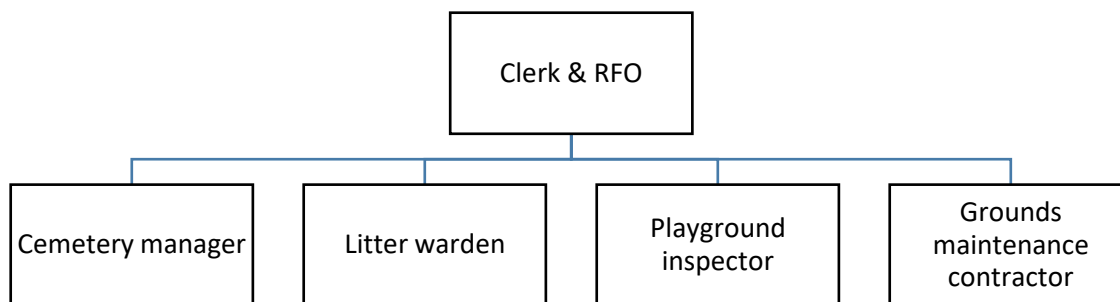 Clerk & RFO
Cemetery manager
Litter warden
Playground
inspector
Grounds
maintenance
contractor